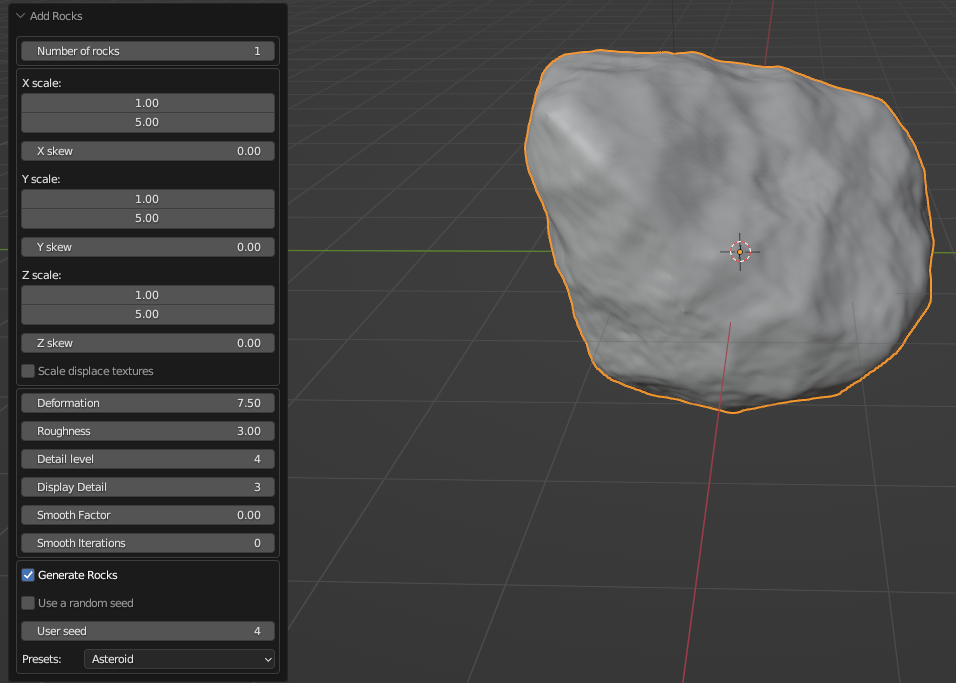 Add Rocks
Number of rocks 1
X scale:
1.00
5.00
X skew 0.00
Y scale:
1.00
5.00
Y skew 0.00
Z scale:
1.00
5.00
Z skew 0.00
Scale displace textures
Deformation 7.50
Roughness 3.00
Detail level 4
Display Detail 3
Smooth Factor 0.00
Smooth Iterations 0
Generate Rocks
Use a random seed
User seed 4
Presets: Asteroid